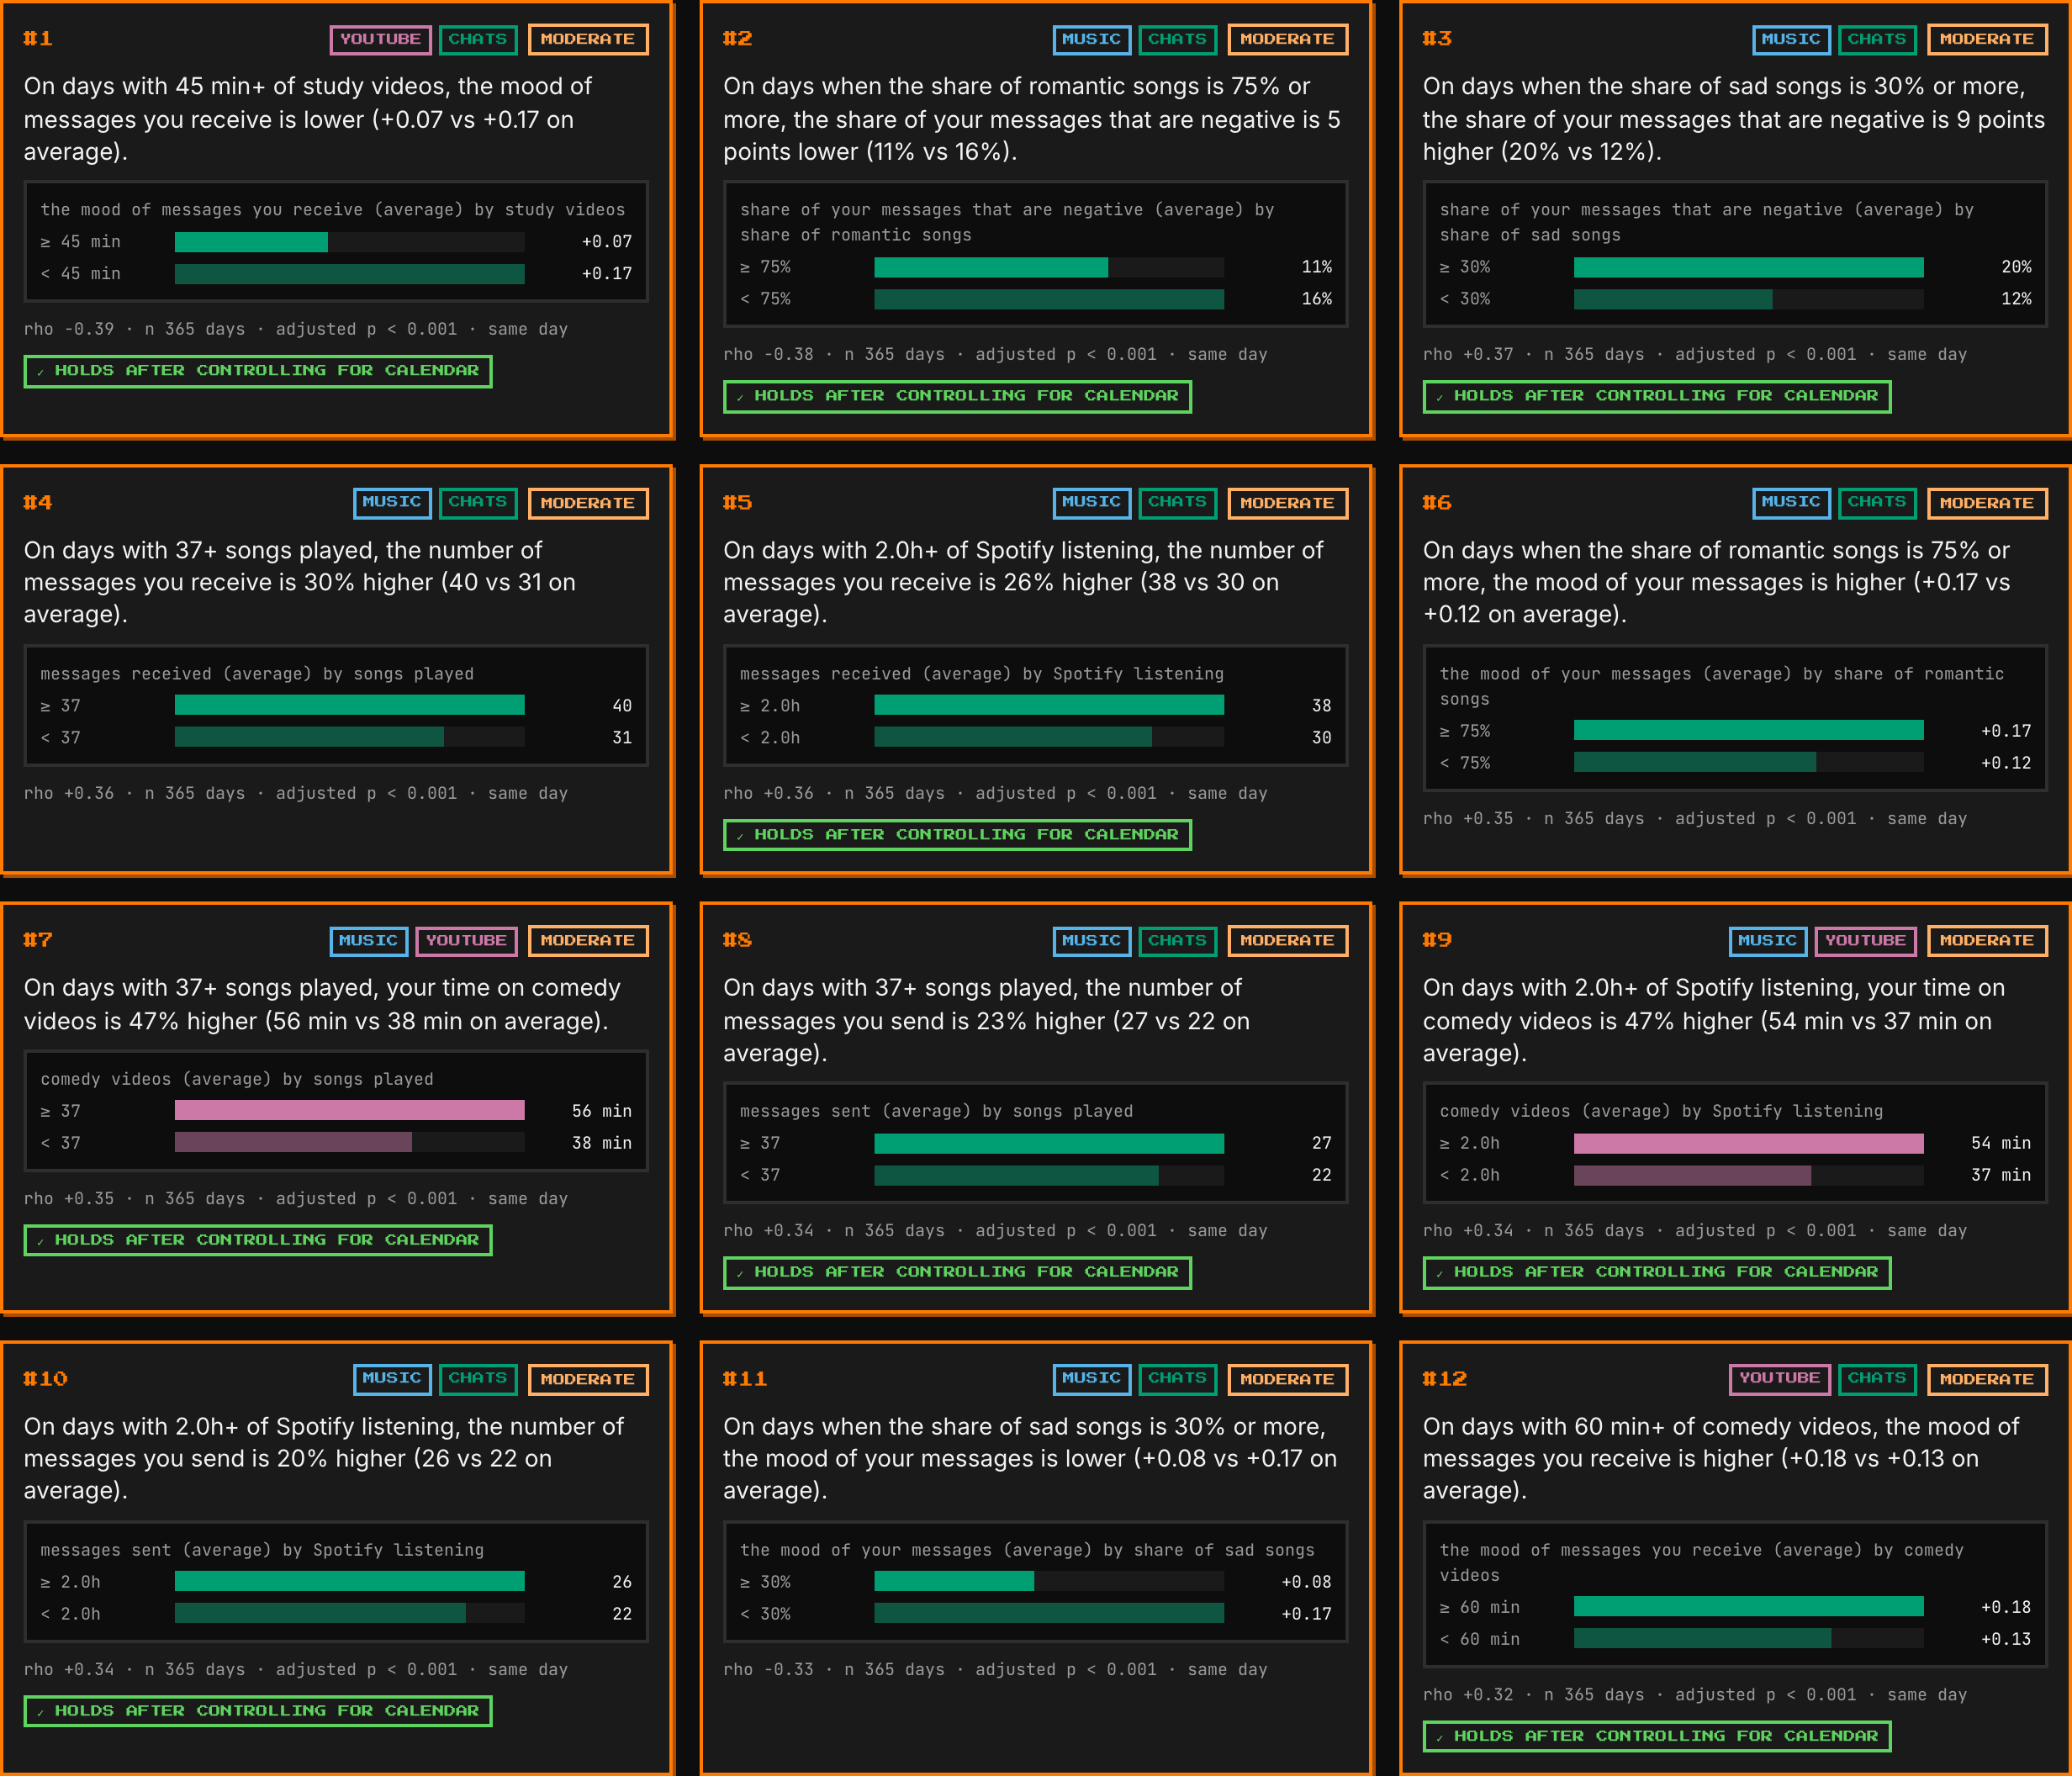 #1
YOUTUBE CHATS MODERATE
On days with 45 min+ of study videos, the mood of
messages you receive is lower (+0.07 vs +0.17 on
average).
the mood of messages you receive (average) by study videos
≥ 45 min +0.07
< 45 min +0.17
rho -0.39 · n 365 days · adjusted p < 0.001 · same day
✓ HOLDS AFTER CONTROLLING FOR CALENDAR
#2
MUSIC CHATS MODERATE
On days when the share of romantic songs is 75% or
more, the share of your messages that are negative is 5
points lower (11% vs 16%).
share of your messages that are negative (average) by
share of romantic songs
≥ 75% 11%
< 75% 16%
rho -0.38 · n 365 days · adjusted p < 0.001 · same day
✓ HOLDS AFTER CONTROLLING FOR CALENDAR
#3
MUSIC CHATS MODERATE
On days when the share of sad songs is 30% or more,
the share of your messages that are negative is 9 points
higher (20% vs 12%).
share of your messages that are negative (average) by
share of sad songs
≥ 30% 20%
< 30% 12%
rho +0.37 · n 365 days · adjusted p < 0.001 · same day
✓ HOLDS AFTER CONTROLLING FOR CALENDAR
#4
MUSIC CHATS MODERATE
On days with 37+ songs played, the number of
messages you receive is 30% higher (40 vs 31 on
average).
messages received (average) by songs played
≥ 37 40
< 37 31
rho +0.36 · n 365 days · adjusted p < 0.001 · same day
#5
MUSIC CHATS MODERATE
On days with 2.0h+ of Spotify listening, the number of
messages you receive is 26% higher (38 vs 30 on
average).
messages received (average) by Spotify listening
≥ 2.0h 38
< 2.0h 30
rho +0.36 · n 365 days · adjusted p < 0.001 · same day
✓ HOLDS AFTER CONTROLLING FOR CALENDAR
#6
MUSIC CHATS MODERATE
On days when the share of romantic songs is 75% or
more, the mood of your messages is higher (+0.17 vs
+0.12 on average).
the mood of your messages (average) by share of romantic
songs
≥ 75% +0.17
< 75% +0.12
rho +0.35 · n 365 days · adjusted p < 0.001 · same day
#7
MUSIC YOUTUBE MODERATE
On days with 37+ songs played, your time on comedy
videos is 47% higher (56 min vs 38 min on average).
comedy videos (average) by songs played
≥ 37 56 min
< 37 38 min
rho +0.35 · n 365 days · adjusted p < 0.001 · same day
✓ HOLDS AFTER CONTROLLING FOR CALENDAR
#8
MUSIC CHATS MODERATE
On days with 37+ songs played, the number of
messages you send is 23% higher (27 vs 22 on
average).
messages sent (average) by songs played
≥ 37 27
< 37 22
rho +0.34 · n 365 days · adjusted p < 0.001 · same day
✓ HOLDS AFTER CONTROLLING FOR CALENDAR
#9
MUSIC YOUTUBE MODERATE
On days with 2.0h+ of Spotify listening, your time on
comedy videos is 47% higher (54 min vs 37 min on
average).
comedy videos (average) by Spotify listening
≥ 2.0h 54 min
< 2.0h 37 min
rho +0.34 · n 365 days · adjusted p < 0.001 · same day
✓ HOLDS AFTER CONTROLLING FOR CALENDAR
#10
MUSIC CHATS MODERATE
On days with 2.0h+ of Spotify listening, the number of
messages you send is 20% higher (26 vs 22 on
average).
messages sent (average) by Spotify listening
≥ 2.0h 26
< 2.0h 22
rho +0.34 · n 365 days · adjusted p < 0.001 · same day
✓ HOLDS AFTER CONTROLLING FOR CALENDAR
#11
MUSIC CHATS MODERATE
On days when the share of sad songs is 30% or more,
the mood of your messages is lower (+0.08 vs +0.17 on
average).
the mood of your messages (average) by share of sad songs
≥ 30% +0.08
< 30% +0.17
rho -0.33 · n 365 days · adjusted p < 0.001 · same day
#12
YOUTUBE CHATS MODERATE
On days with 60 min+ of comedy videos, the mood of
messages you receive is higher (+0.18 vs +0.13 on
average).
the mood of messages you receive (average) by comedy
videos
≥ 60 min +0.18
< 60 min +0.13
rho +0.32 · n 365 days · adjusted p < 0.001 · same day
✓ HOLDS AFTER CONTROLLING FOR CALENDAR